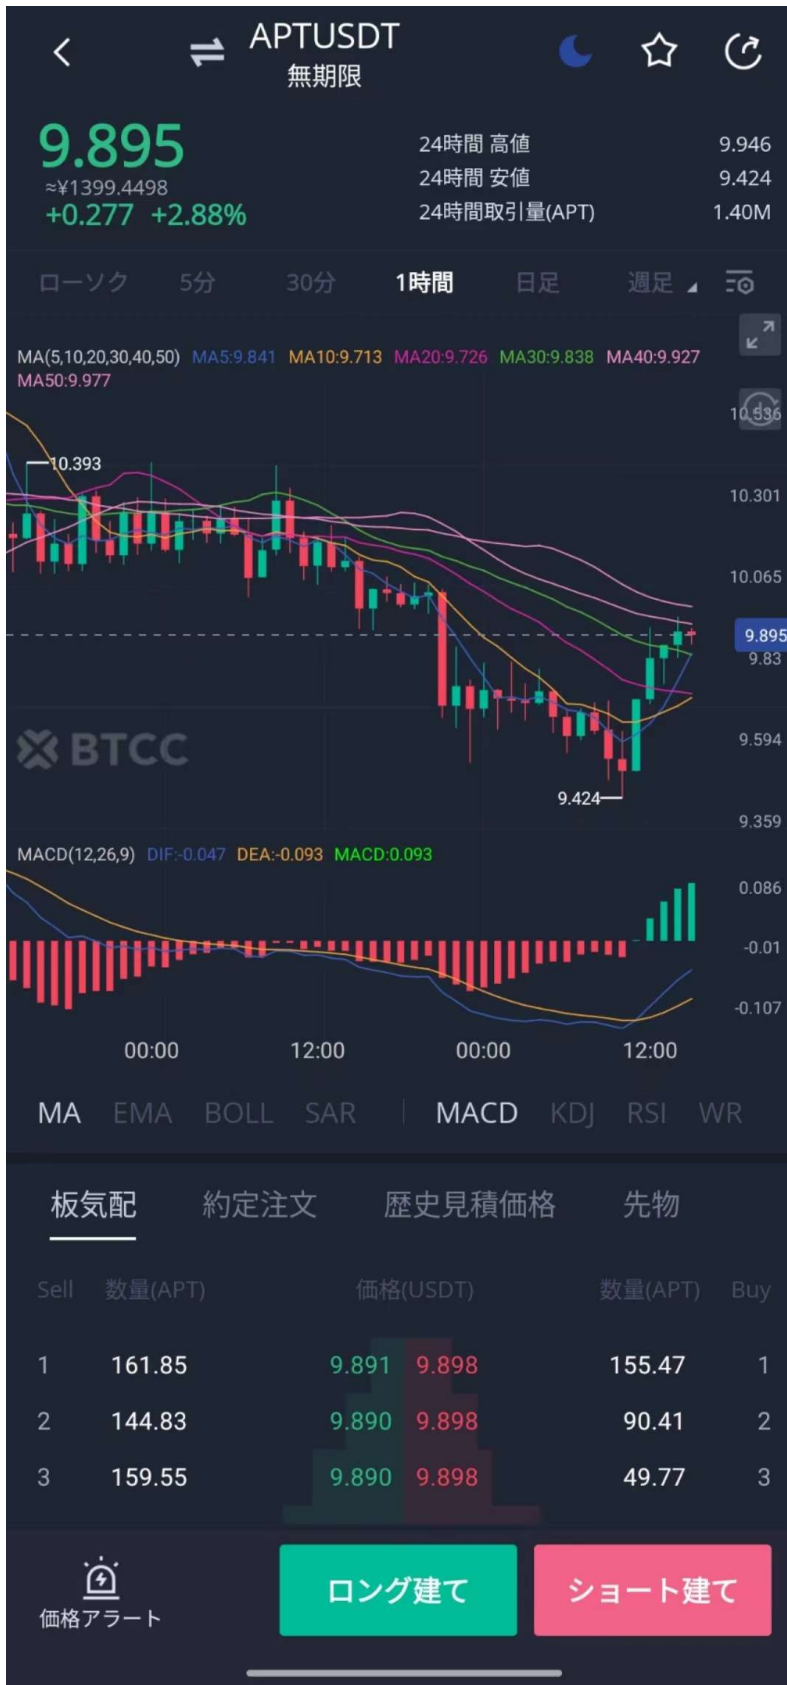 APTUSDT
無期限
9.895
≈¥1399.4498
+0.277 +2.88%
24時間 高値 9.946
24時間 安値 9.424
24時間取引量(APT) 1.40M
ローソク 5分 30分 1時間 日足 週足
MA(5,10,20,30,40,50) MA5:9.841 MA10:9.713 MA20:9.726 MA30:9.838 MA40:9.927
MA50:9.977
10.536
10.393
10.301
10.065
9.895
9.83
BTCC
9.594
9.424
9.359
MACD(12,26,9) DIF:-0.047 DEA:-0.093 MACD:0.093
0.086
-0.01
-0.107
00:00 12:00 00:00 12:00
MA EMA BOLL SAR MACD KDJ RSI WR
板気配 約定注文 歴史見積価格 先物
Sell 数量(APT) 価格(USDT) 数量(APT) Buy
1 161.85 9.891 9.898 155.47 1
2 144.83 9.890 9.898 90.41 2
3 159.55 9.890 9.898 49.77 3
価格アラート
ロング建て
ショート建て